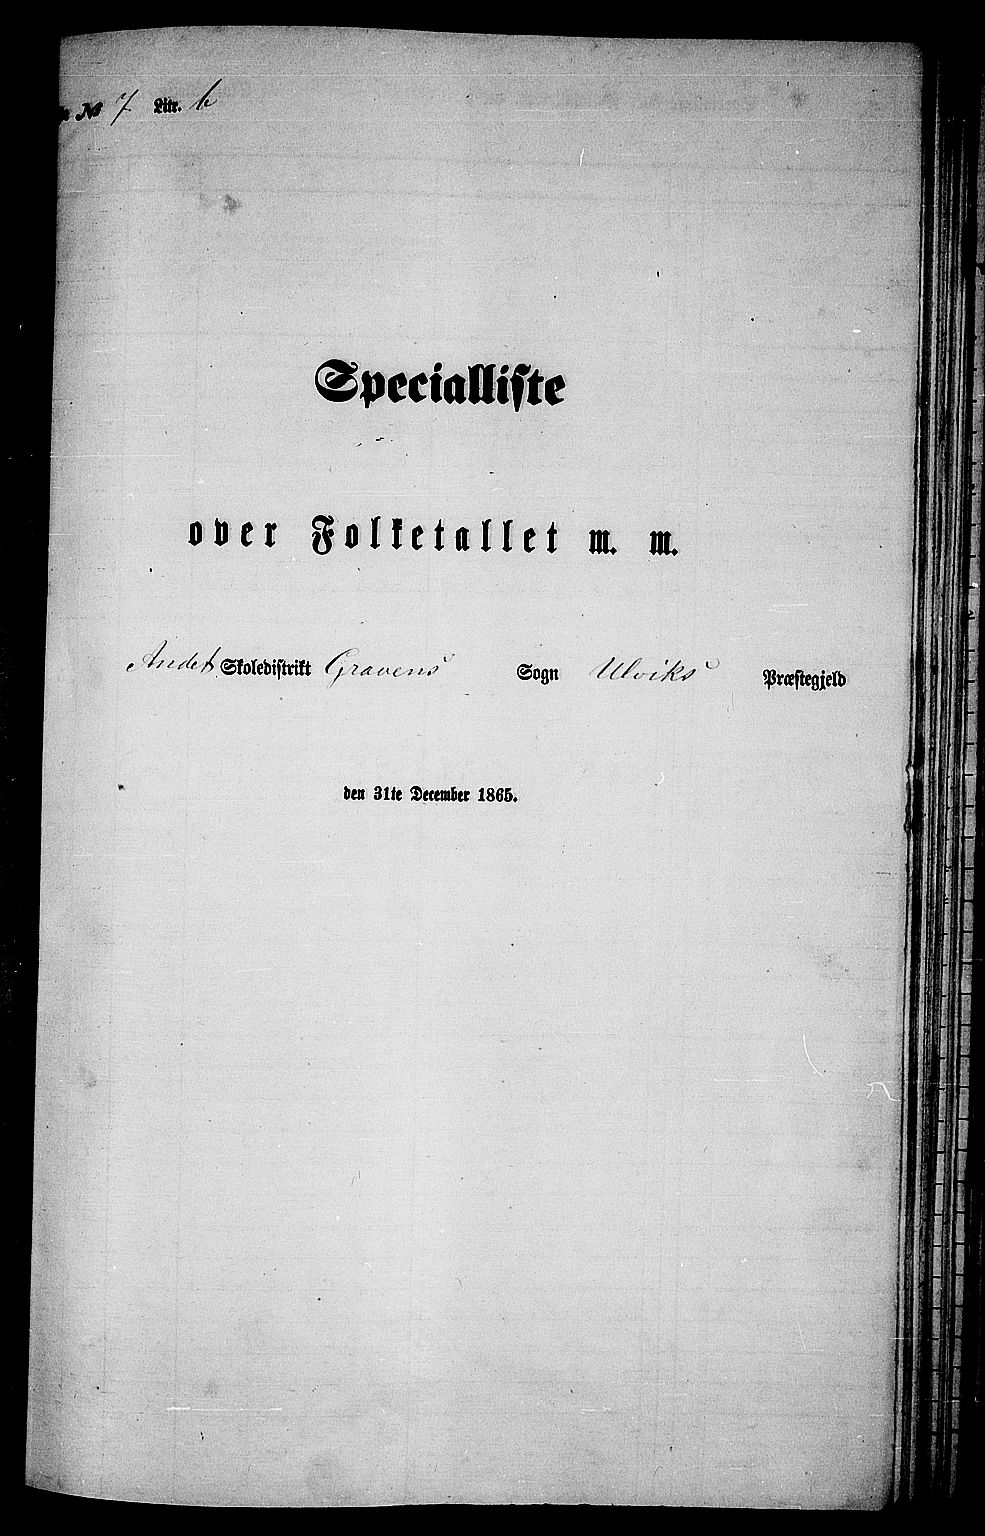 № 7 Litr. b
Specialliste
over Folketallet m. m.
Andet Skoledistrikt Gravens Sogn Ulviks Præstegjeld
den 31te December 1865.